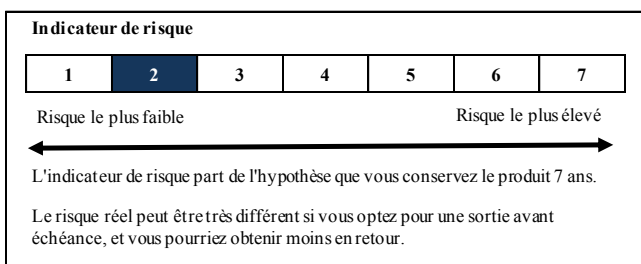 Indicateur de risque
1 2 3 4 5 6 7
Risque le plus faible Risque le plus élevé
L'indicateur de risque part de l'hypothèse que vous conservez le produit 7 ans.
Le risque réel peut être très différent si vous optez pour une sortie avant
échéance, et vous pourriez obtenir moins en retour.